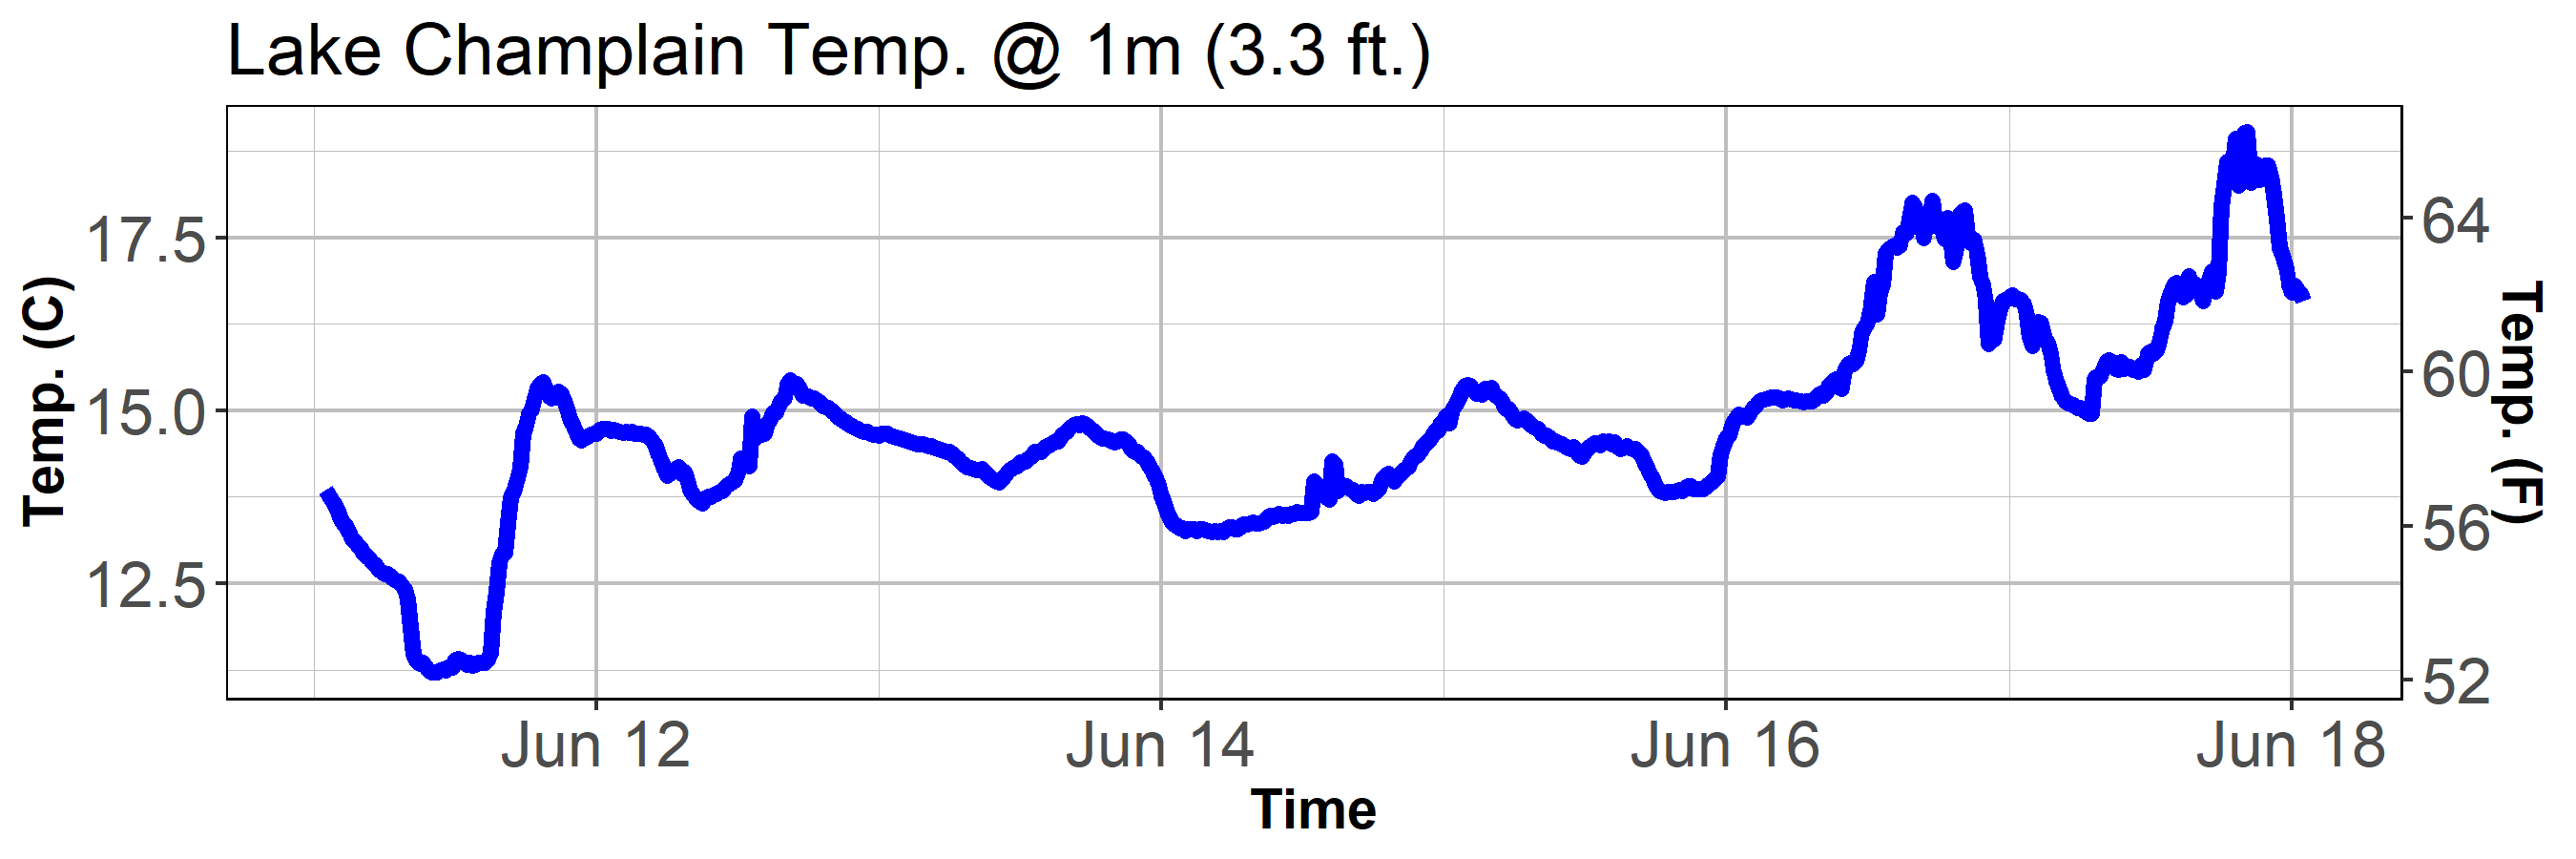 Lake Champlain Temp. @ 1m (3.3 ft.)
17.5
15.0
12.5
Temp. (C)
64
60
56
52
Temp. (F)
Jun 12 Jun 14 Jun 16 Jun 18
Time